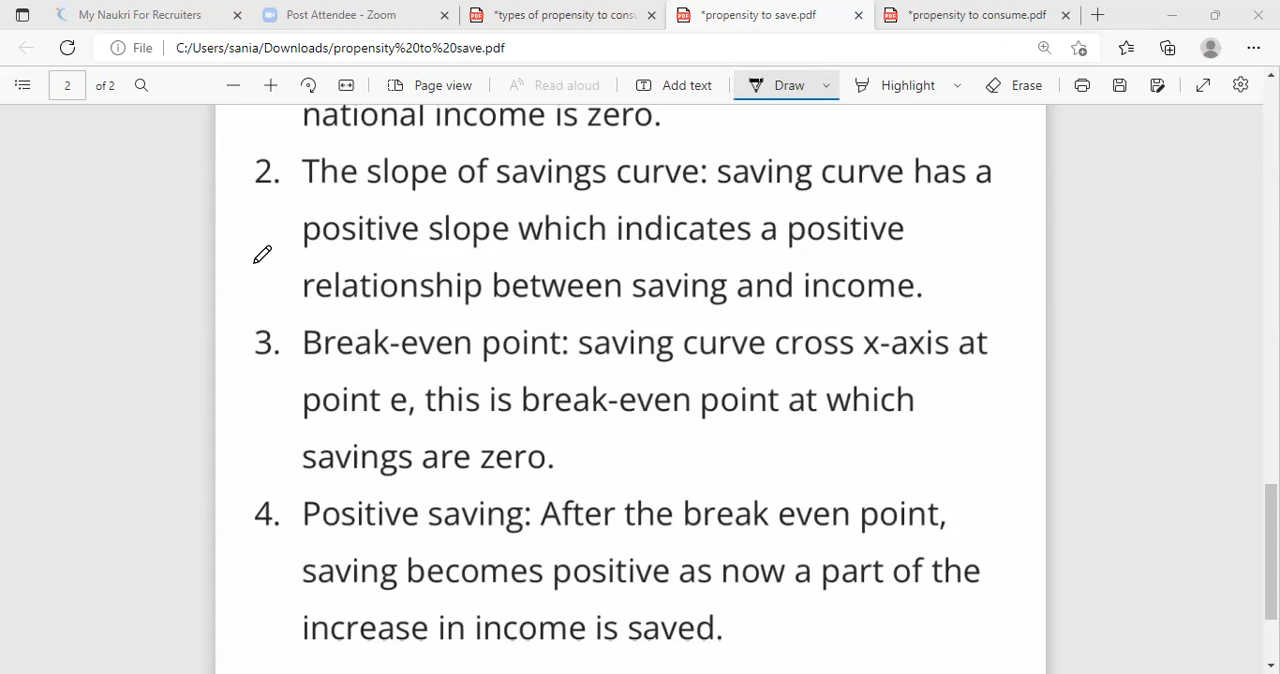 My Naukri For Recruiters
Post Attendee - Zoom
*types of propensity to cons
*propensity to save.pdf
*propensity to consume.pdf
File C:/Users/sania/Downloads/propensity%20to%20save.pdf
2 of 2 Page view Read aloud Add text Draw Highlight Erase
national income is zero.
2. The slope of savings curve: saving curve has a
positive slope which indicates a positive
relationship between saving and income.
3. Break-even point: saving curve cross x-axis at
point e, this is break-even point at which
savings are zero.
4. Positive saving: After the break even point,
saving becomes positive as now a part of the
increase in income is saved.